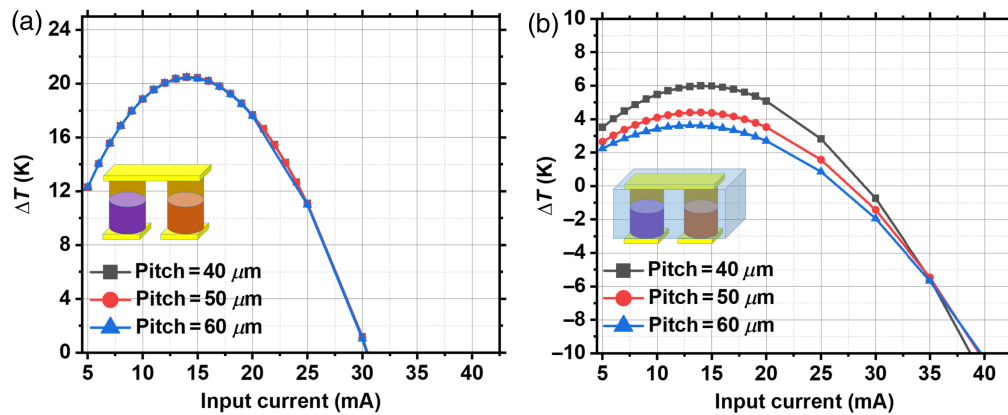 (a)
24
20
16
12
8
4
0
ΔT (K)
5 10 15 20 25 30 35 40
Input current (mA)
Pitch = 40 μm
Pitch = 50 μm
Pitch = 60 μm
(b)
10
8
6
4
2
0
−2
−4
−6
−8
−10
ΔT (K)
5 10 15 20 25 30 35 40
Input current (mA)
Pitch = 40 μm
Pitch = 50 μm
Pitch = 60 μm